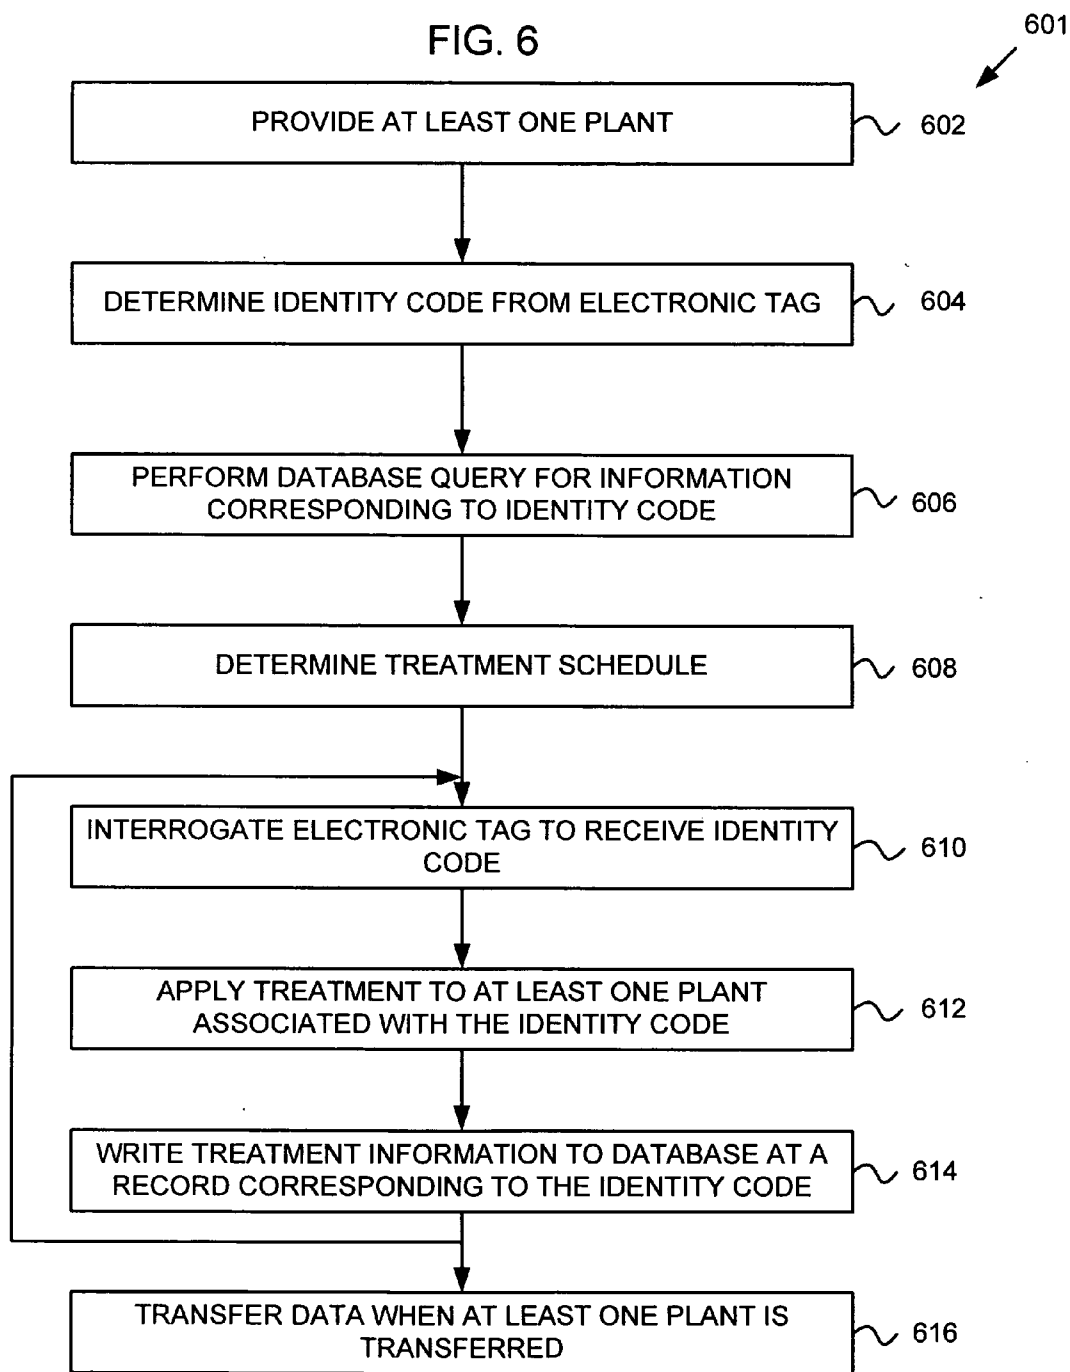 FIG. 6
601
PROVIDE AT LEAST ONE PLANT
602
DETERMINE IDENTITY CODE FROM ELECTRONIC TAG
604
PERFORM DATABASE QUERY FOR INFORMATION
CORRESPONDING TO IDENTITY CODE
606
DETERMINE TREATMENT SCHEDULE
608
INTERROGATE ELECTRONIC TAG TO RECEIVE IDENTITY
CODE
610
APPLY TREATMENT TO AT LEAST ONE PLANT
ASSOCIATED WITH THE IDENTITY CODE
612
WRITE TREATMENT INFORMATION TO DATABASE AT A
RECORD CORRESPONDING TO THE IDENTITY CODE
614
TRANSFER DATA WHEN AT LEAST ONE PLANT IS
TRANSFERRED
616